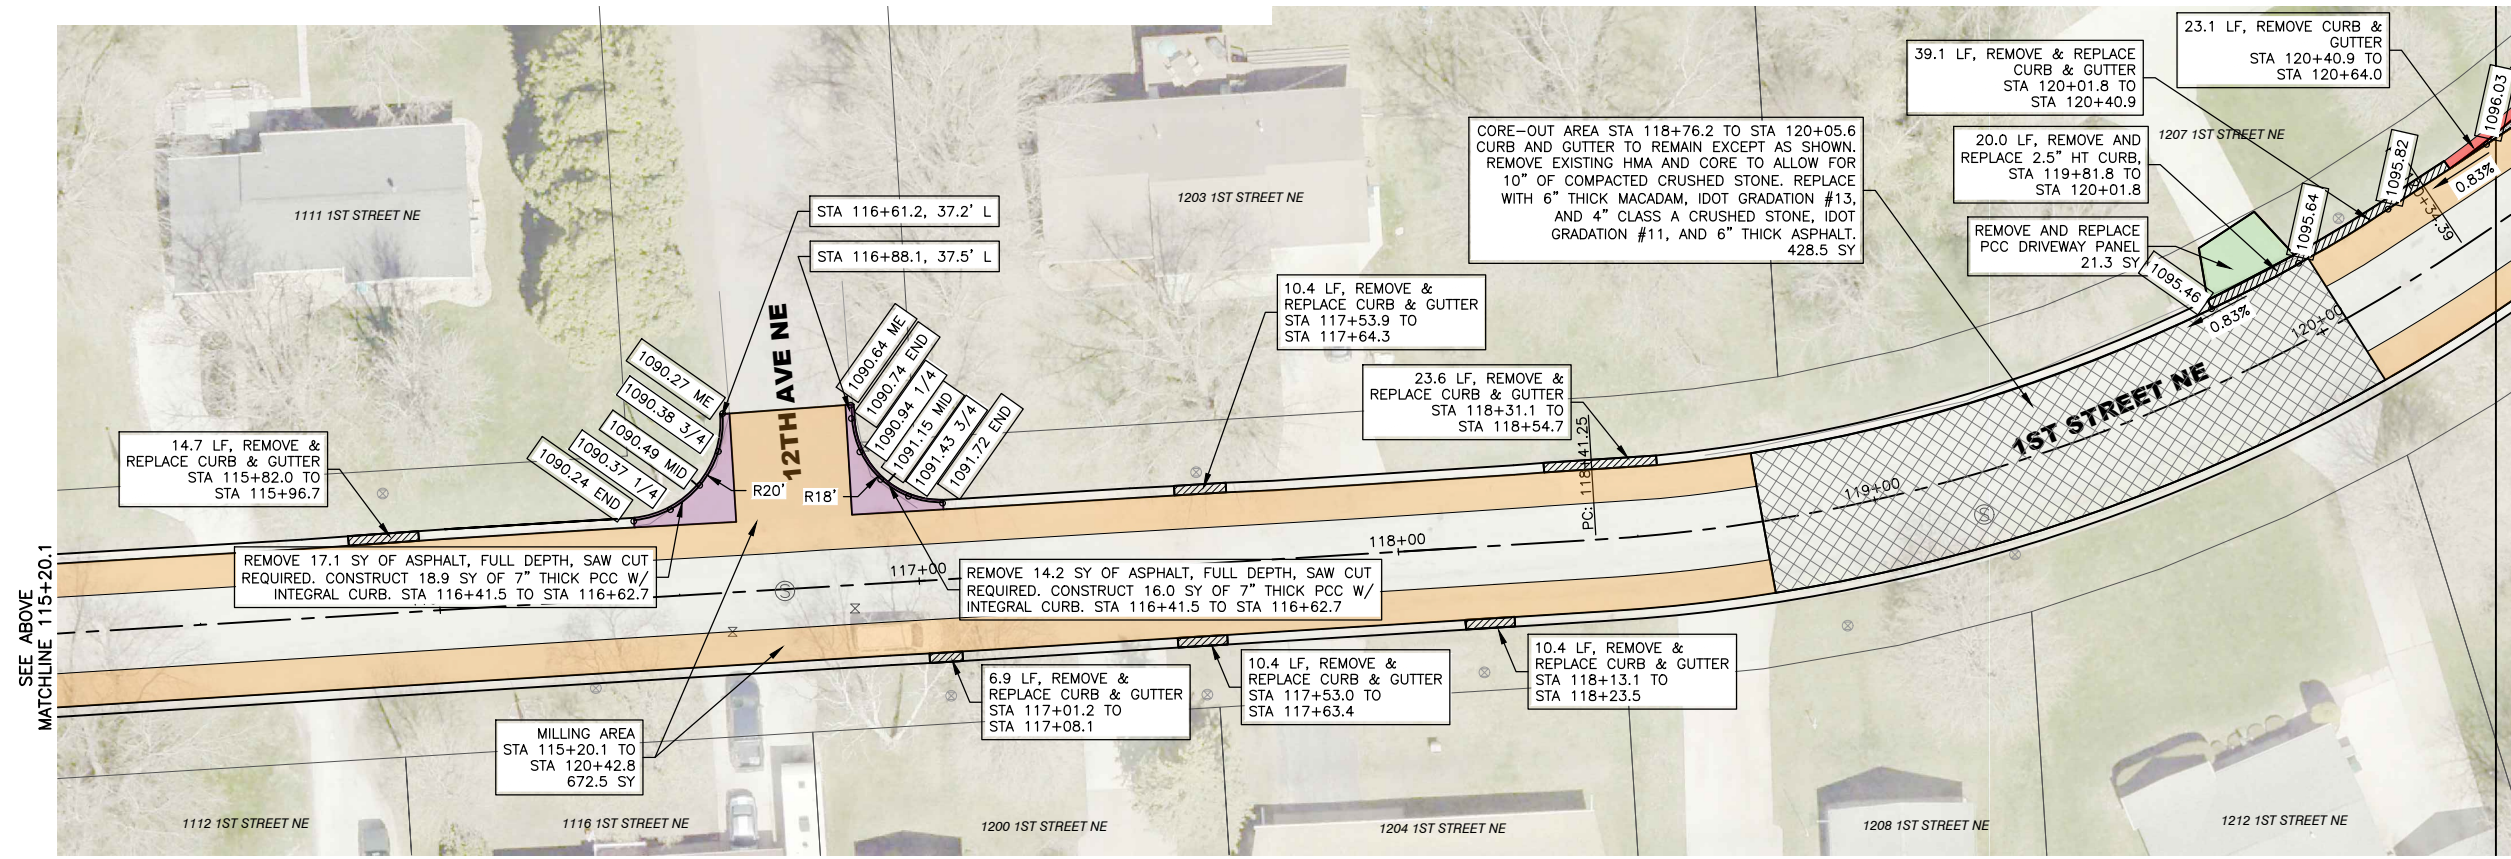 23.1 LF, REMOVE CURB &
GUTTER
STA 120+40.9 TO
STA 120+64.0
39.1 LF, REMOVE & REPLACE
CURB & GUTTER
STA 120+01.8 TO
STA 120+40.9
1096.03
1207 1ST STREET NE
CORE-OUT AREA STA 118+76.2 TO STA 120+05.6
CURB AND GUTTER TO REMAIN EXCEPT AS SHOWN.
REMOVE EXISTING HMA AND CORE TO ALLOW FOR
10" OF COMPACTED CRUSHED STONE. REPLACE
WITH 6" THICK MACADAM, IDOT GRADATION #13,
AND 4" CLASS A CRUSHED STONE, IDOT
GRADATION #11, AND 6" THICK ASPHALT.
428.5 SY
20.0 LF, REMOVE AND
REPLACE 2.5" HT CURB,
STA 119+81.8 TO
STA 120+01.8
1095.82
0.83%
1095.64
+34.39
REMOVE AND REPLACE
PCC DRIVEWAY PANEL
21.3 SY
1095.46
0.83%
120+00
1111 1ST STREET NE
1203 1ST STREET NE
STA 116+61.2, 37.2' L
STA 116+88.1, 37.5' L
10.4 LF, REMOVE &
REPLACE CURB & GUTTER
STA 117+53.9 TO
STA 117+64.3
23.6 LF, REMOVE &
REPLACE CURB & GUTTER
STA 118+31.1 TO
STA 118+54.7
12TH AVE NE
1090.27 ME
1090.38 3/4
1090.49 MID
1090.37 1/4
1090.24 END
1090.64 ME
1090.74 END
1090.94 1/4
1091.15 MID
1091.43 3/4
1091.72 END
R20'
R18'
1ST STREET NE
119+00
PC: 118+41.25
118+00
117+00
14.7 LF, REMOVE &
REPLACE CURB & GUTTER
STA 115+82.0 TO
STA 115+96.7
REMOVE 17.1 SY OF ASPHALT, FULL DEPTH, SAW CUT
REQUIRED. CONSTRUCT 18.9 SY OF 7" THICK PCC W/
INTEGRAL CURB. STA 116+41.5 TO STA 116+62.7
REMOVE 14.2 SY OF ASPHALT, FULL DEPTH, SAW CUT
REQUIRED. CONSTRUCT 16.0 SY OF 7" THICK PCC W/
INTEGRAL CURB. STA 116+41.5 TO STA 116+62.7
SEE ABOVE
MATCHLINE 115+20.1
6.9 LF, REMOVE &
REPLACE CURB & GUTTER
STA 117+01.2 TO
STA 117+08.1
10.4 LF, REMOVE &
REPLACE CURB & GUTTER
STA 117+53.0 TO
STA 117+63.4
10.4 LF, REMOVE &
REPLACE CURB & GUTTER
STA 118+13.1 TO
STA 118+23.5
MILLING AREA
STA 115+20.1 TO
STA 120+42.8
672.5 SY
S
S
1112 1ST STREET NE
1116 1ST STREET NE
1200 1ST STREET NE
1204 1ST STREET NE
1208 1ST STREET NE
1212 1ST STREET NE